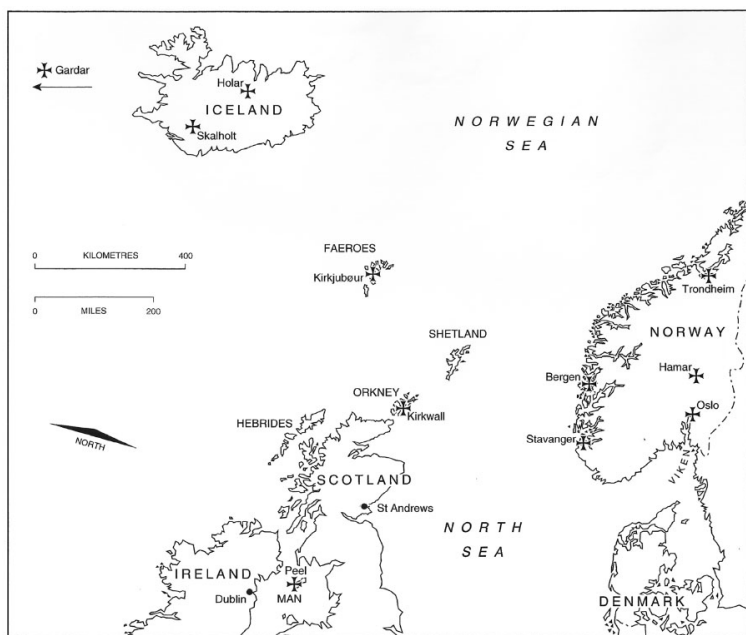 Gardar
Holar
ICELAND
Skalholt
NORWEGIAN
SEA
0 KILOMETRES 400
0 MILES 200
FAEROES
Kirkjubøur
Trondheim
SHETLAND
NORWAY
Bergen
Hamar
ORKNEY
Kirkwall
Oslo
HEBRIDES
NORTH
Stavanger
VIKEN
SCOTLAND
St Andrews
NORTH
SEA
IRELAND
Peel
Dublin
MAN
DENMARK